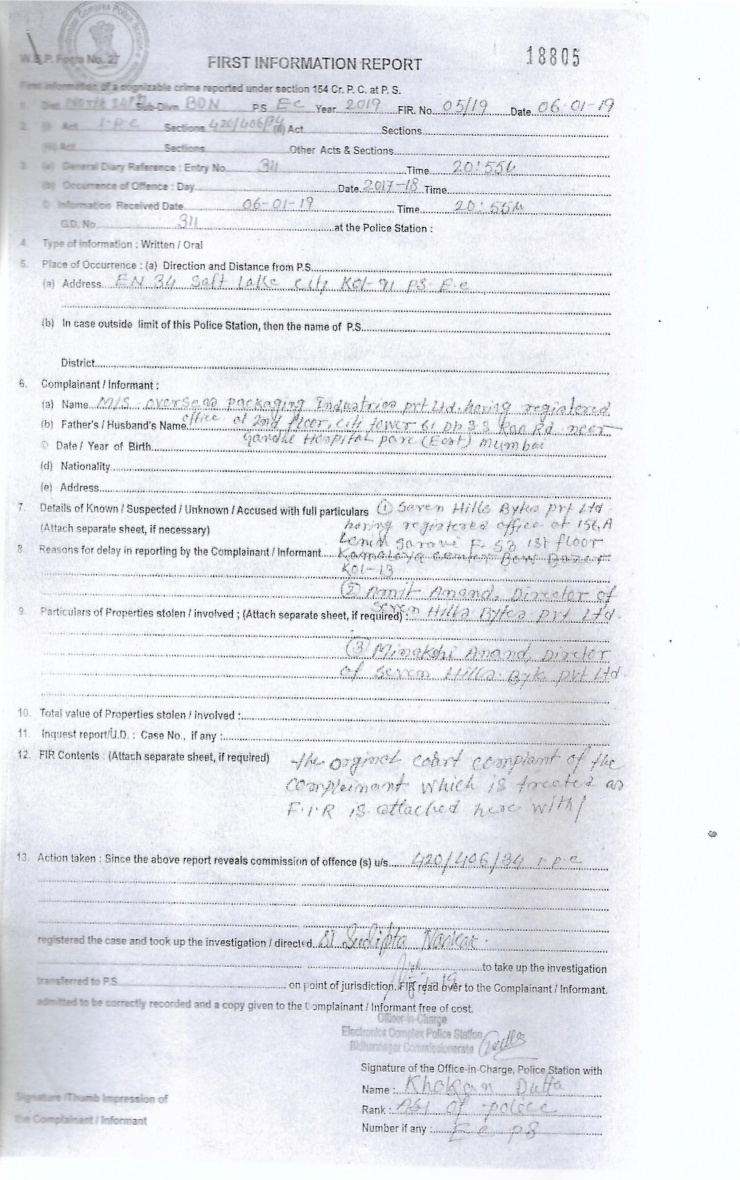 W.B.P. Form No. 27
18805
FIRST INFORMATION REPORT
First Information of a cognizable crime reported under section 154 Cr. P. C. at P. S.
1. Dist. North 24 Sub-Divn. BDN P.S. EC Year 2019 FIR. No. 05/19 Date 06-01-19
2. (i) Act I.P.C Sections 420/406/34 (ii) Act Sections
(iii) Act Sections Other Acts & Sections
3. (a) General Diary Reference : Entry No. 311 Time 20:55h
(b) Occurrence of Offence : Day Date 2017-18 Time
© Information Received Date 06-01-19 Time 20:55h
G.D. No. 311 at the Police Station :
4. Type of information : Written / Oral
5. Place of Occurrence : (a) Direction and Distance from P.S.
(a) Address EN 34 Salt Lake City Kol-91 PS- E.C
(b) In case outside limit of this Police Station, then the name of P.S.
District
6. Complainant / Informant :
(a) Name M/S. overseas packaging Industries pvt Ltd. having registered
(b) Father's / Husband's Name office at 2nd floor, city tower 61 DR. S.S Rao Rd near
© Date / Year of Birth Gandhi Hospital parel (East) Mumbai
(d) Nationality
(e) Address
7. Details of Known / Suspected / Unknown / Accused with full particulars (1) Seven Hills Bykes pvt Ltd
(Attach separate sheet, if necessary) having registered office at 156A
Lenin Sarani F-53 1st floor
8. Reasons for delay in reporting by the Complainant / Informant Kamalaya center Bow Bazar
Kol-13
(2) Amit Anand, Director of
9. Particulars of Properties stolen / involved ; (Attach separate sheet, if required) : Seven Hills Bykes pvt Ltd.
(3) Minakshi Anand, Director
of Seven Hills Byke pvt Ltd
10. Total value of Properties stolen / involved :
11. Inquest report/U.D. : Case No., if any :
12. FIR Contents : (Attach separate sheet, if required) the orginal court complaint of the
complainant which is treated as
F.I.R is attached here with/
13. Action taken : Since the above report reveals commission of offence (s) u/s. 420/406/34 I.P.C
registered the case and took up the investigation / directed SI Sudipta Naskar
to take up the investigation
transferred to P.S. on point of jurisdiction. FIR read over to the Complainant / Informant.
admitted to be correctly recorded and a copy given to the Complainant / Informant free of cost.
Officer-in-Charge
Electronics Complex Police Station
Bidhannagar Commissionerate
Signature of the Office-in-Charge, Police Station with
Name : Khokan Dutta
Signature /Thumb Impression of
Rank : ASI of police
the Complainant / Informant
Number if any : EC PS